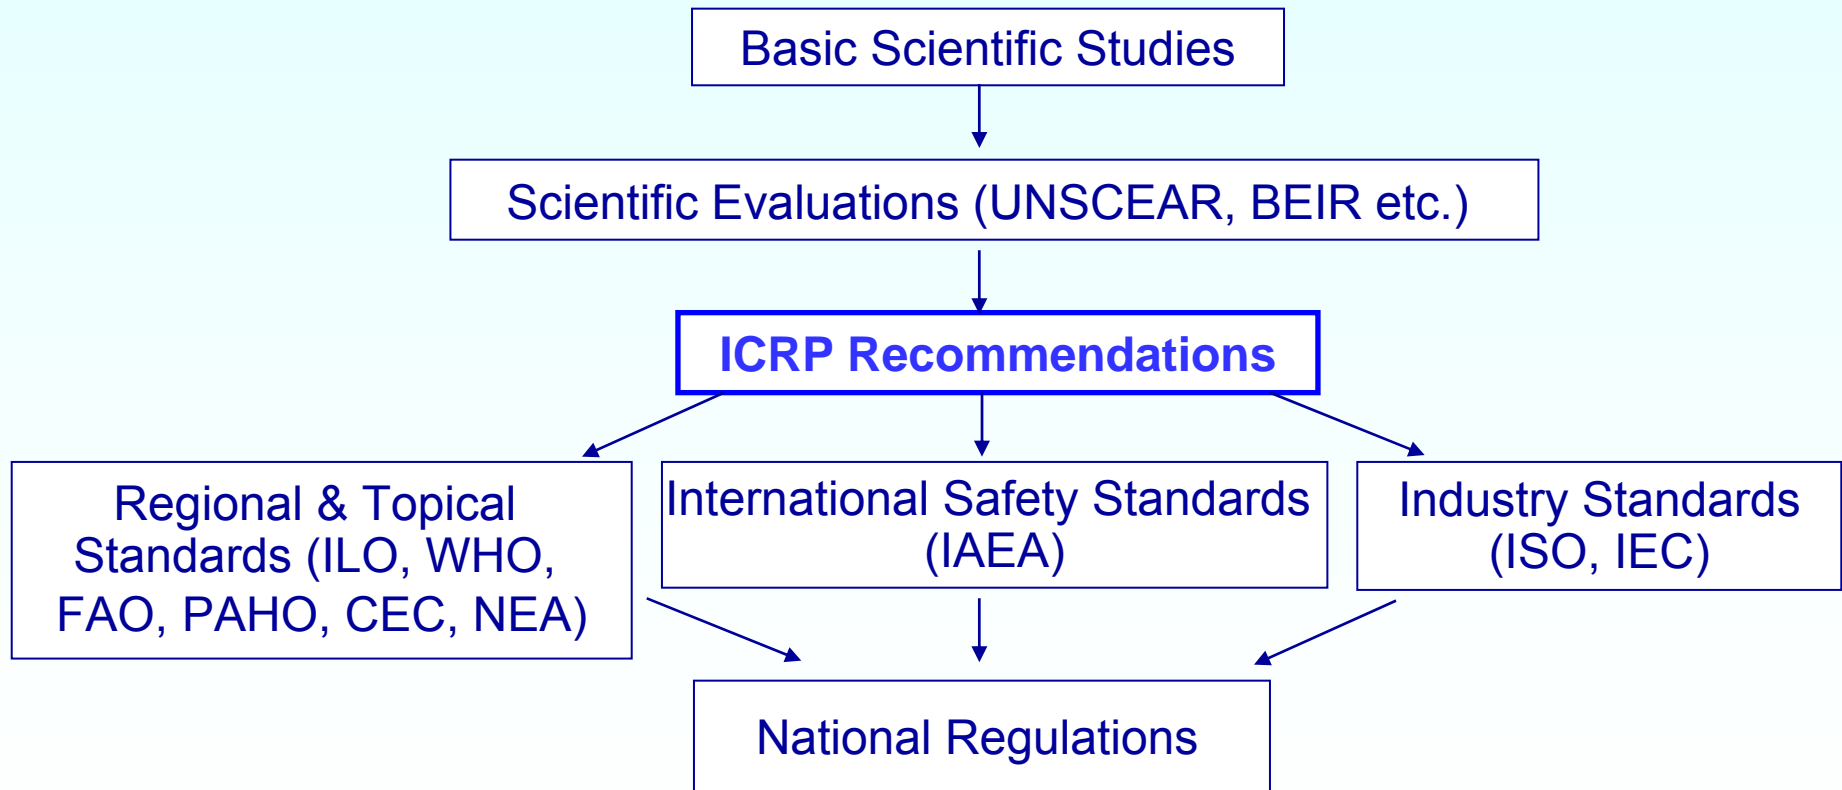 Basic Scientific Studies
Scientific Evaluations (UNSCEAR, BEIR etc.)
ICRP Recommendations
Regional & Topical
Standards (ILO, WHO,
FAO, PAHO, CEC, NEA)
International Safety Standards
(IAEA)
Industry Standards
(ISO, IEC)
National Regulations